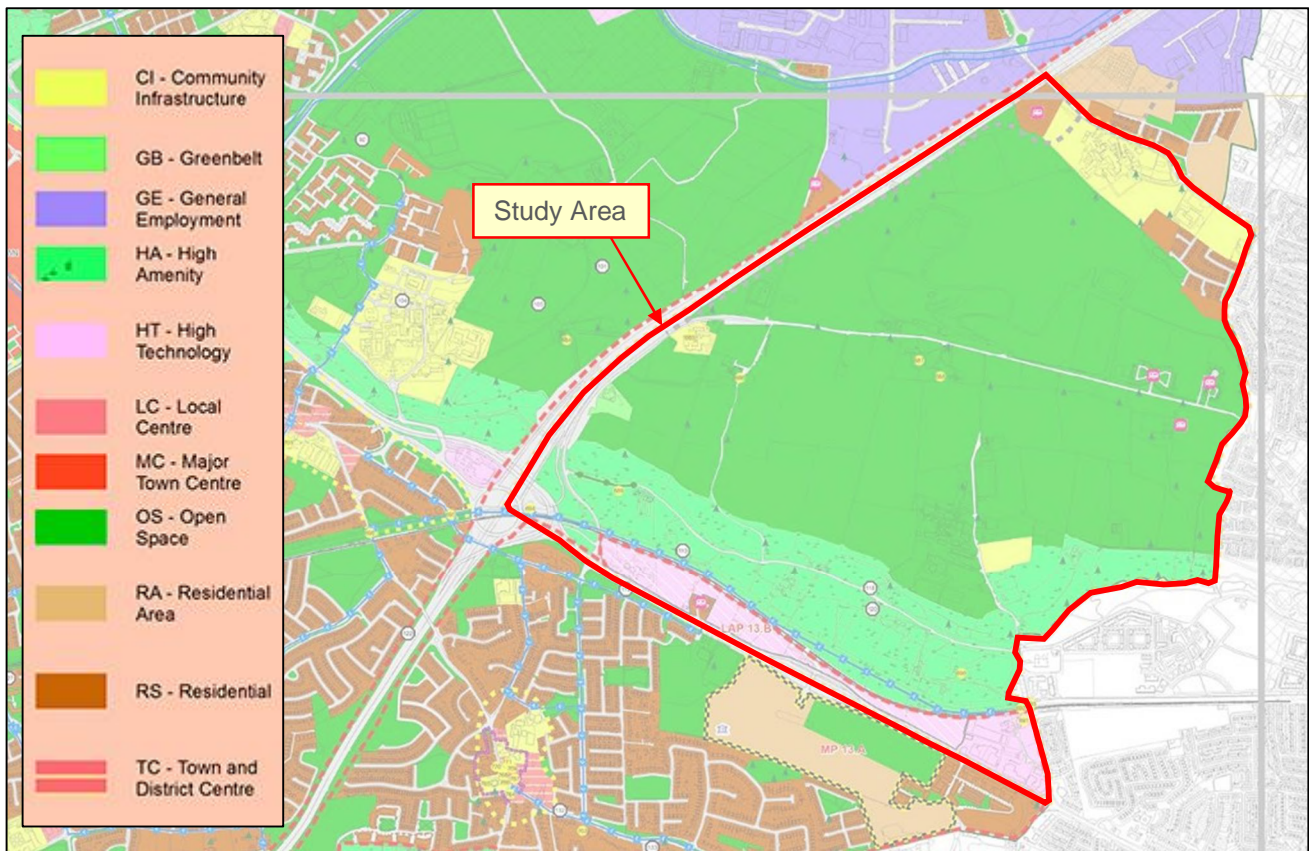 CI - Community
Infrastructure
GB - Greenbelt
GE - General
Employment
HA - High
Amenity
HT - High
Technology
LC - Local
Centre
MC - Major
Town Centre
OS - Open
Space
RA - Residential
Area
RS - Residential
TC - Town and
District Centre
Study Area
LAP 13.B
MP 13.A